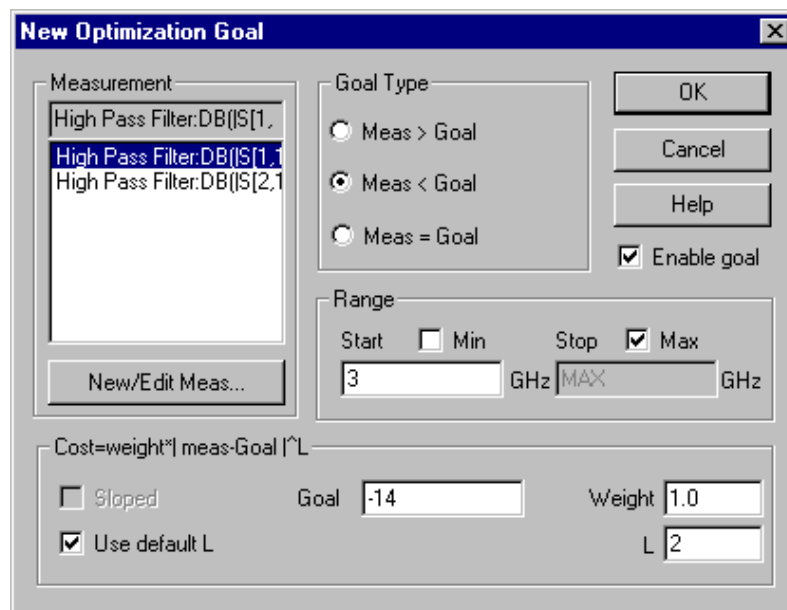 New Optimization Goal
Measurement
High Pass Filter:DB(|S[1,
High Pass Filter:DB(|S[1,1
High Pass Filter:DB(|S[2,1
New/Edit Meas...
Goal Type
Meas > Goal
Meas < Goal
Meas = Goal
OK
Cancel
Help
Enable goal
Range
Start Min Stop Max
3 GHz MAX GHz
Cost=weight*| meas-Goal |^L
Sloped Goal -14 Weight 1.0
Use default L L 2